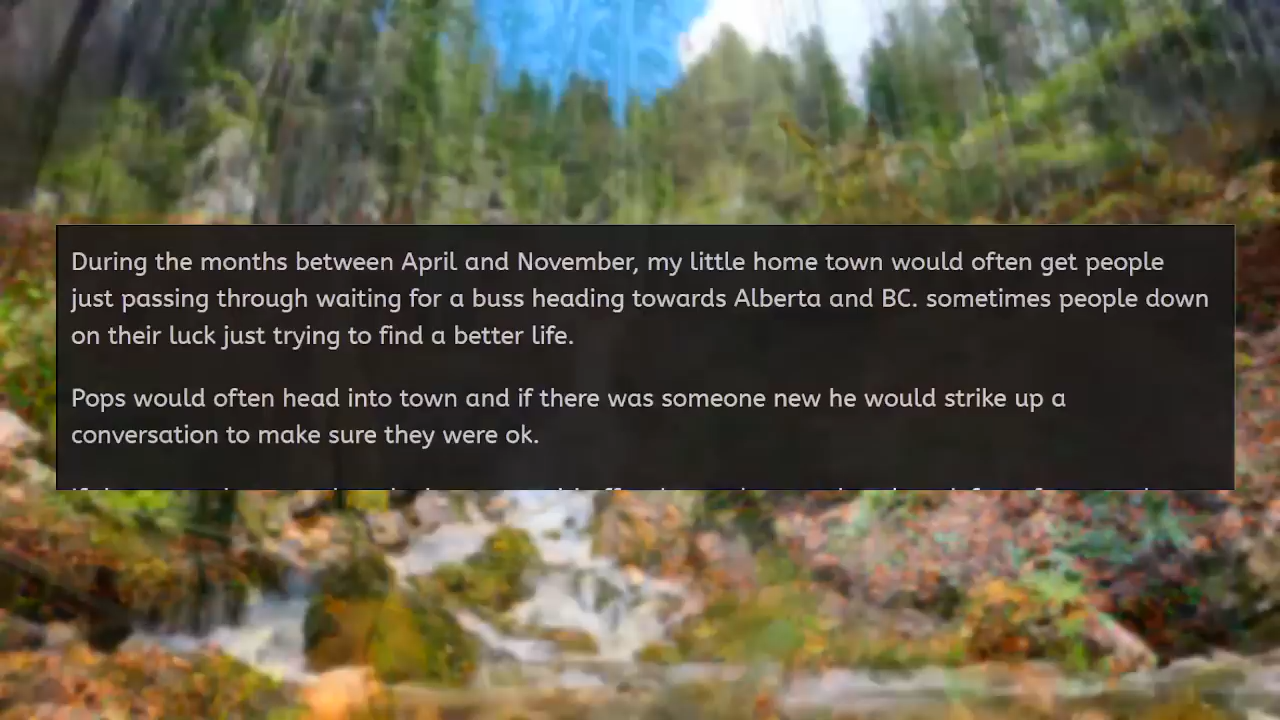 During the months between April and November, my little home town would often get people
just passing through waiting for a buss heading towards Alberta and BC. sometimes people down
on their luck just trying to find a better life.
Pops would often head into town and if there was someone new he would strike up a
conversation to make sure they were ok.